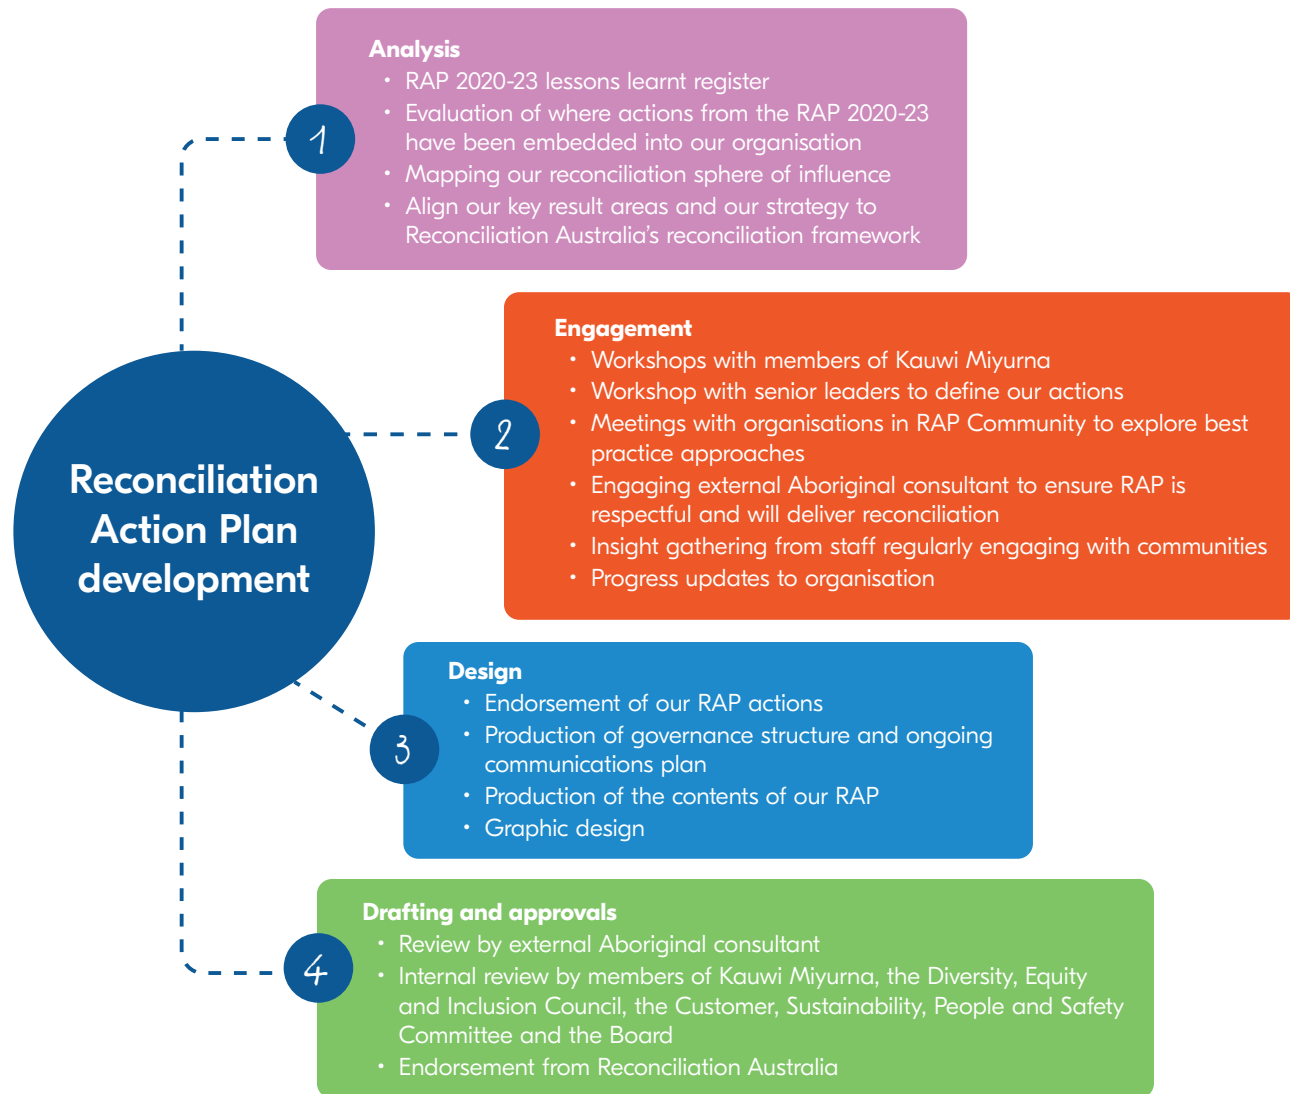 Reconciliation
Action Plan
development
1
Analysis
• RAP 2020-23 lessons learnt register
• Evaluation of where actions from the RAP 2020-23
have been embedded into our organisation
• Mapping our reconciliation sphere of influence
• Align our key result areas and our strategy to
Reconciliation Australia's reconciliation framework
2
Engagement
• Workshops with members of Kauwi Miyurna
• Workshop with senior leaders to define our actions
• Meetings with organisations in RAP Community to explore best
practice approaches
• Engaging external Aboriginal consultant to ensure RAP is
respectful and will deliver reconciliation
• Insight gathering from staff regularly engaging with communities
• Progress updates to organisation
3
Design
• Endorsement of our RAP actions
• Production of governance structure and ongoing
communications plan
• Production of the contents of our RAP
• Graphic design
4
Drafting and approvals
• Review by external Aboriginal consultant
• Internal review by members of Kauwi Miyurna, the Diversity, Equity
and Inclusion Council, the Customer, Sustainability, People and Safety
Committee and the Board
• Endorsement from Reconciliation Australia